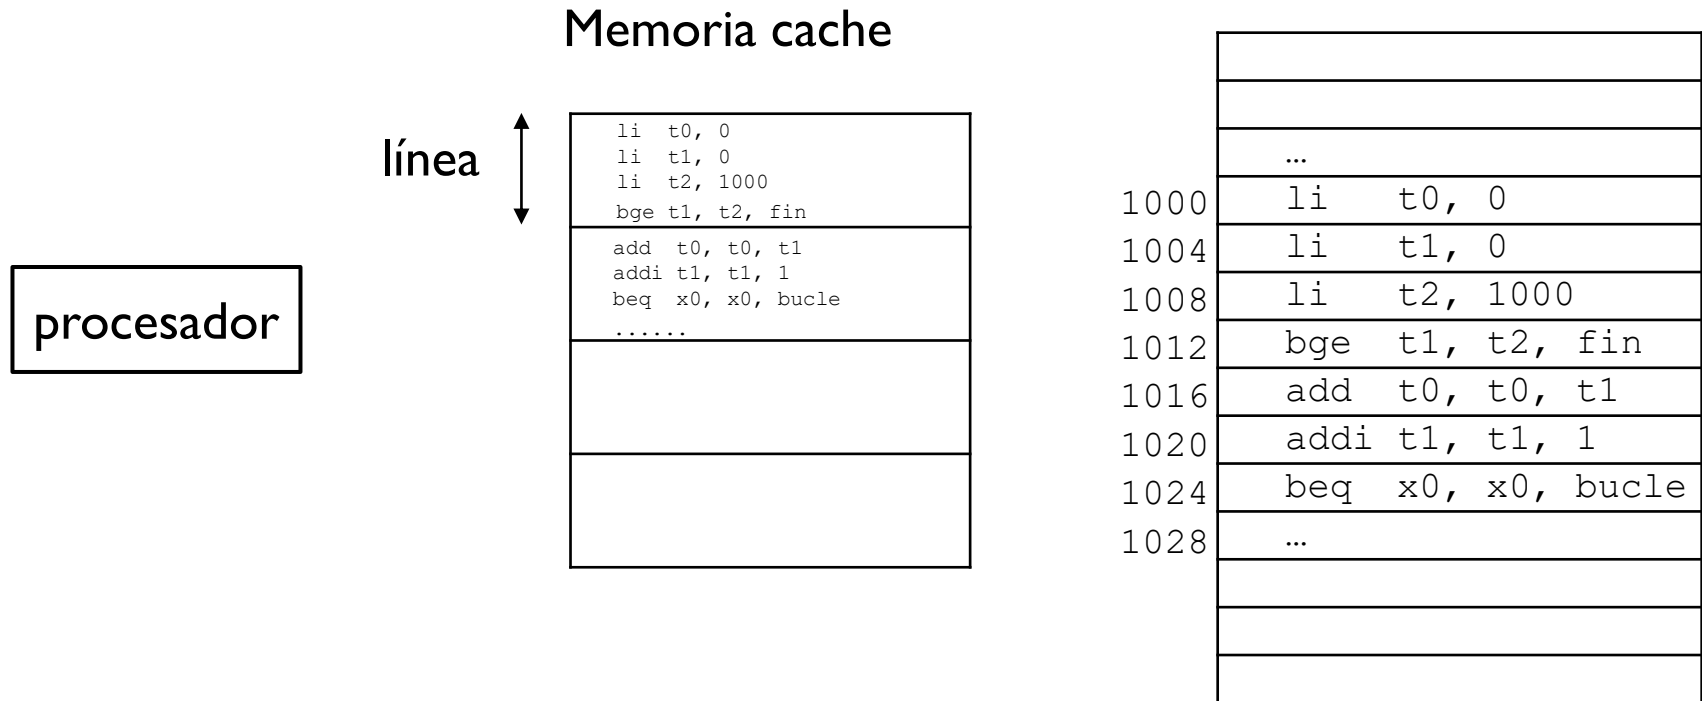 Memoria cache
línea
li t0, 0
li t1, 0
li t2, 1000
bge t1, t2, fin
add t0, t0, t1
addi t1, t1, 1
beq x0, x0, bucle
......
procesador
…
1000 li t0, 0
1004 li t1, 0
1008 li t2, 1000
1012 bge t1, t2, fin
1016 add t0, t0, t1
1020 addi t1, t1, 1
1024 beq x0, x0, bucle
1028 …